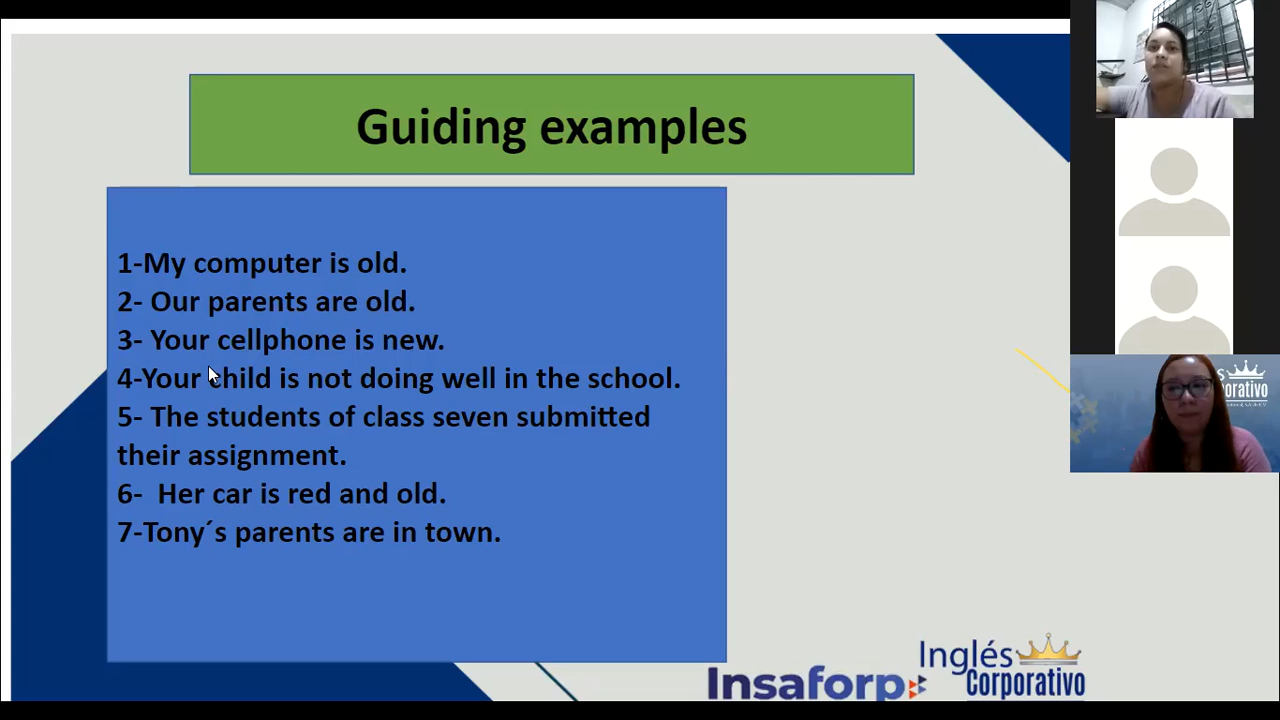 Guiding examples
1-My computer is old.
2- Our parents are old.
3- Your cellphone is new.
4-Your child is not doing well in the school.
5- The students of class seven submitted
their assignment.
6-  Her car is red and old.
7-Tony´s parents are in town.
Insaforp
Inglés
Corporativo